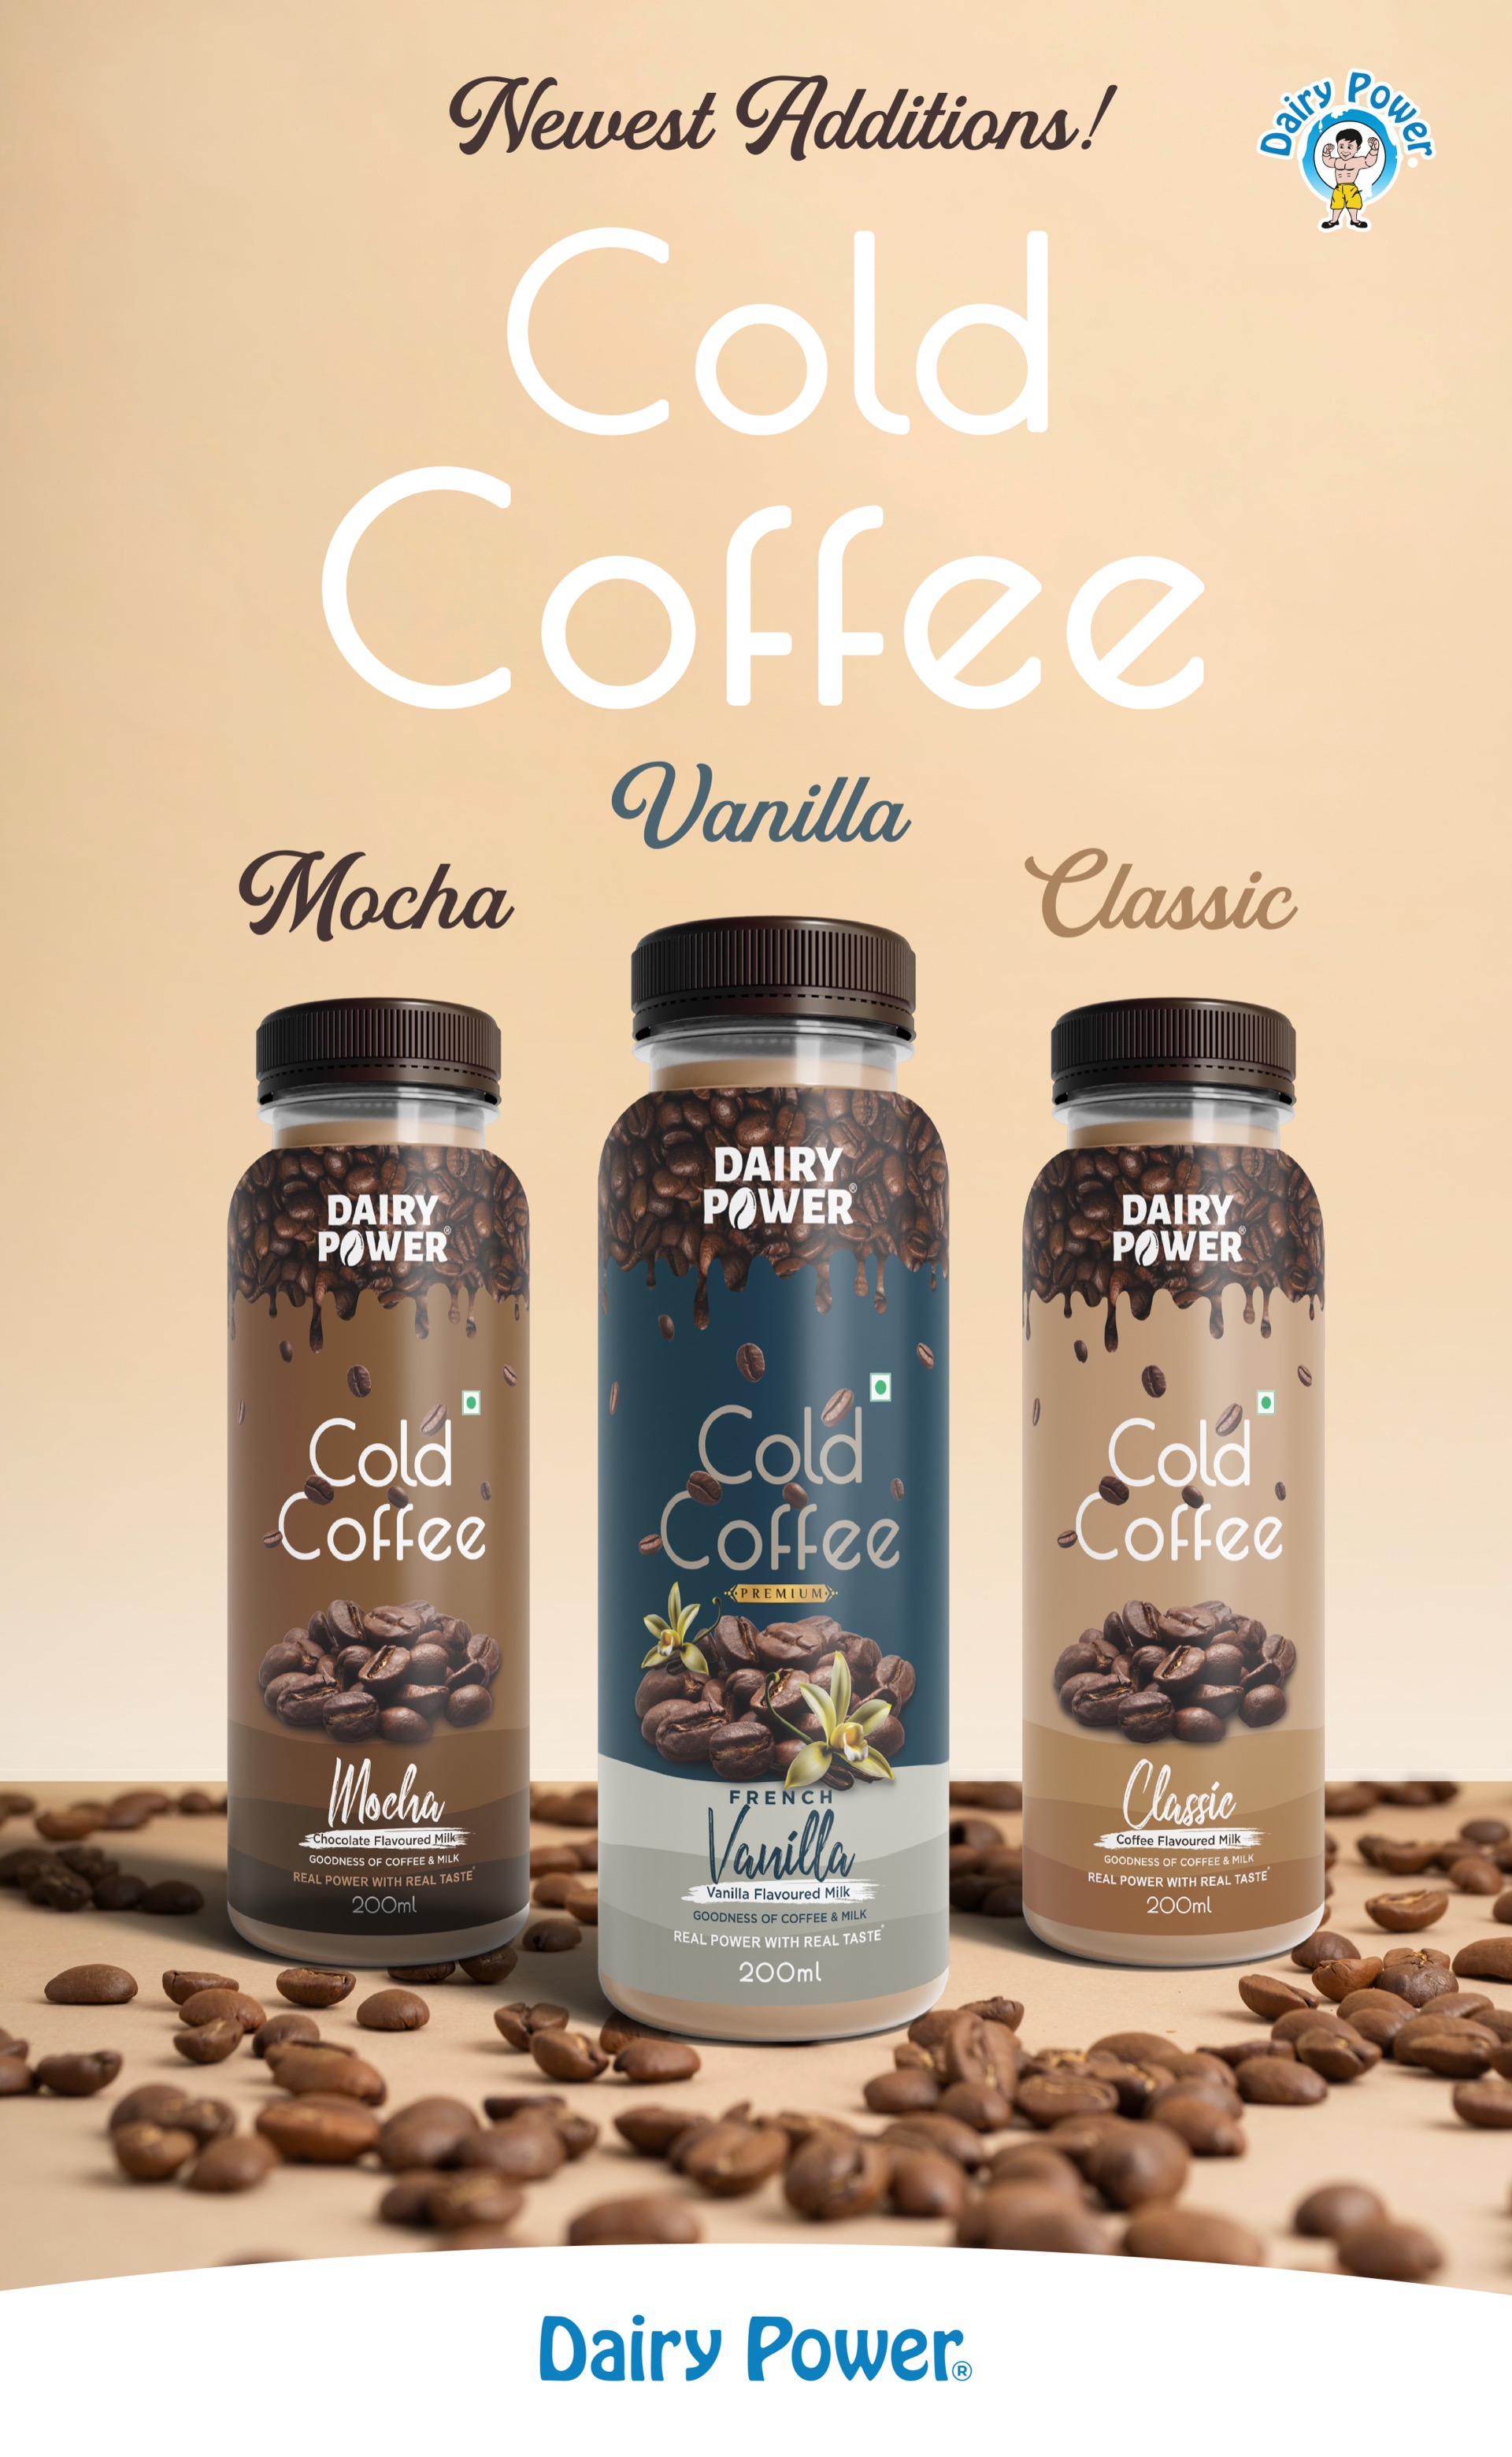 Newest Additions!
Dairy Power
Cold
Coffee
Vanilla
Mocha
Classic
DAIRY
POWER®
Cold
Coffee
Mocha
Chocolate Flavoured Milk
GOODNESS OF COFFEE & MILK
REAL POWER WITH REAL TASTE*
200ml
DAIRY
POWER®
Cold
Coffee
PREMIUM
FRENCH
Vanilla
Vanilla Flavoured Milk
GOODNESS OF COFFEE & MILK
REAL POWER WITH REAL TASTE*
200ml
DAIRY
POWER®
Cold
Coffee
Classic
Coffee Flavoured Milk
GOODNESS OF COFFEE & MILK
REAL POWER WITH REAL TASTE*
200ml
Dairy Power®